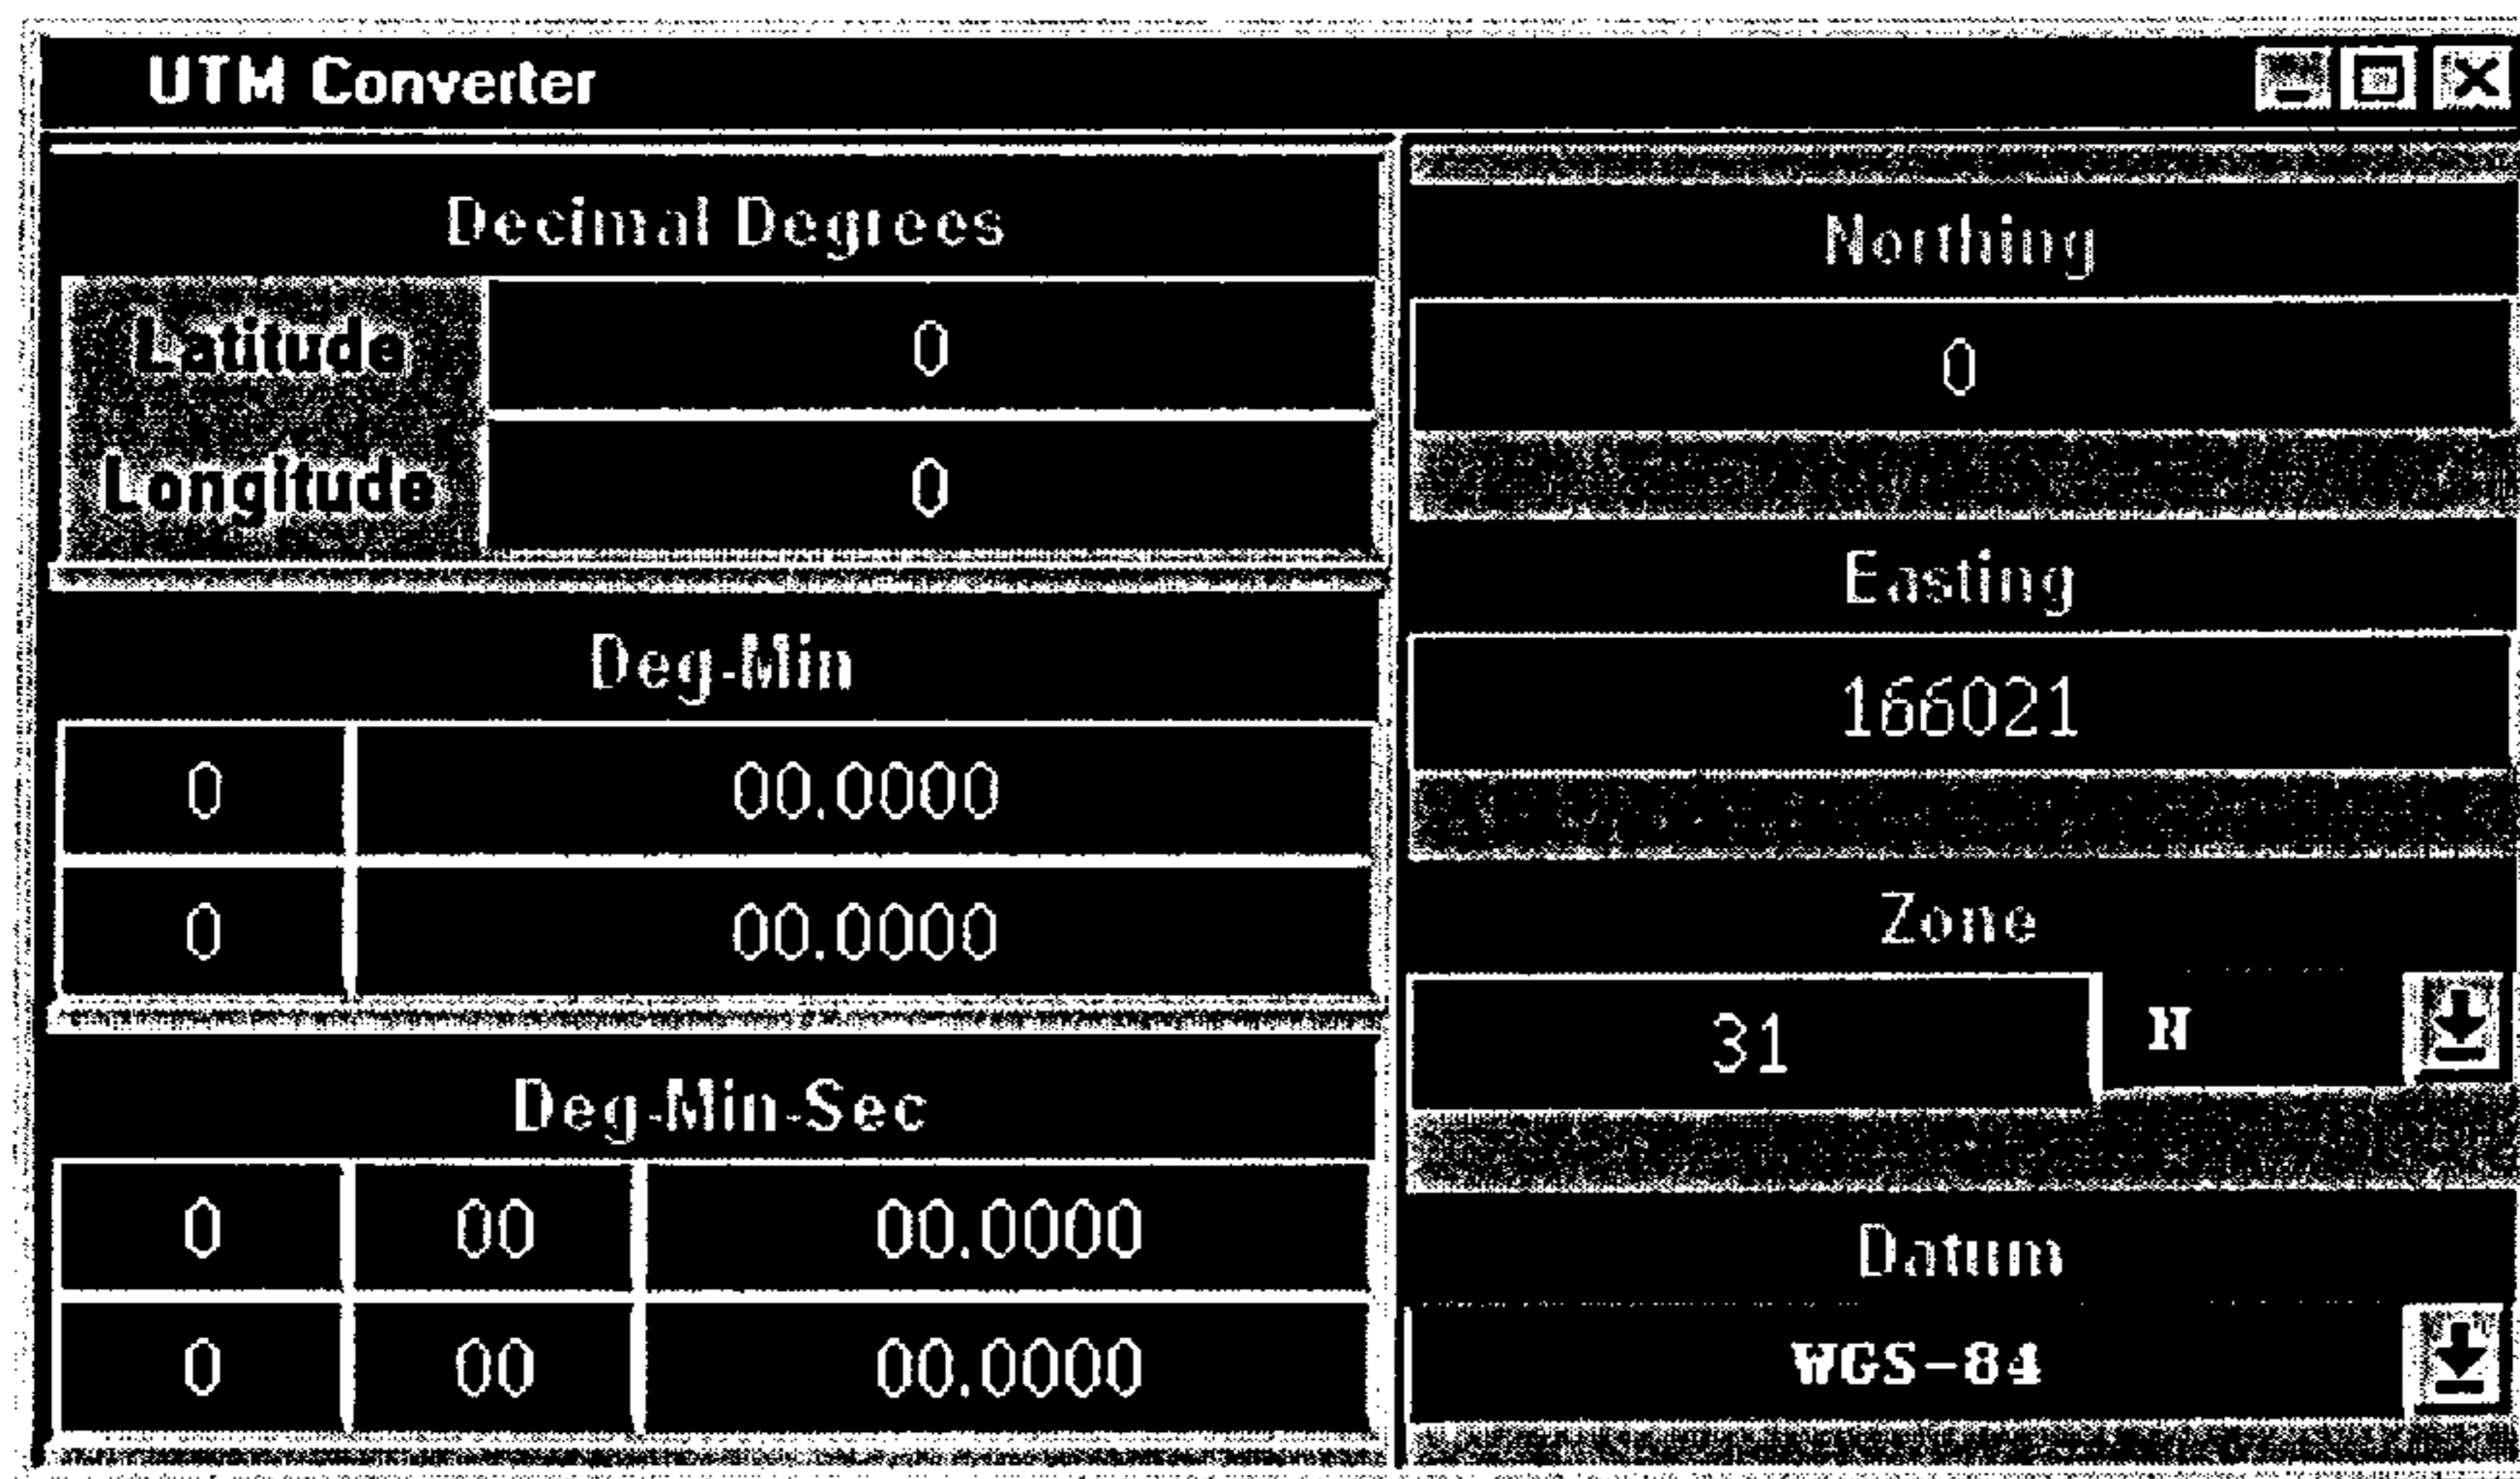 UTM Converter
Decimal Degrees
Latitude 0
Longitude 0
Deg-Min
0 00.0000
0 00.0000
Deg-Min-Sec
0 00 00.0000
0 00 00.0000
Northing
0
Easting
166021
Zone
31 N
Datum
WGS-84